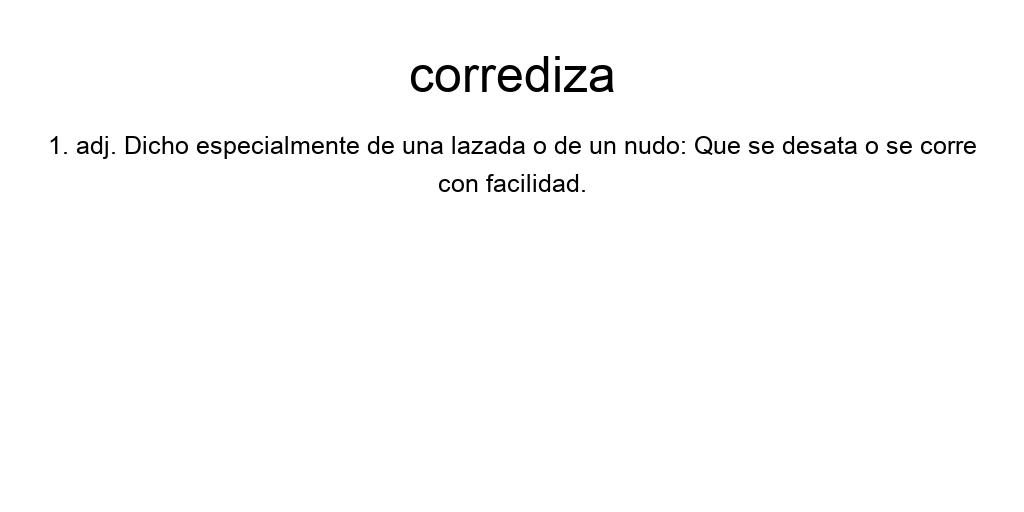 corrediza
1. adj. Dicho especialmente de una lazada o de un nudo: Que se desata o se corre
con facilidad.